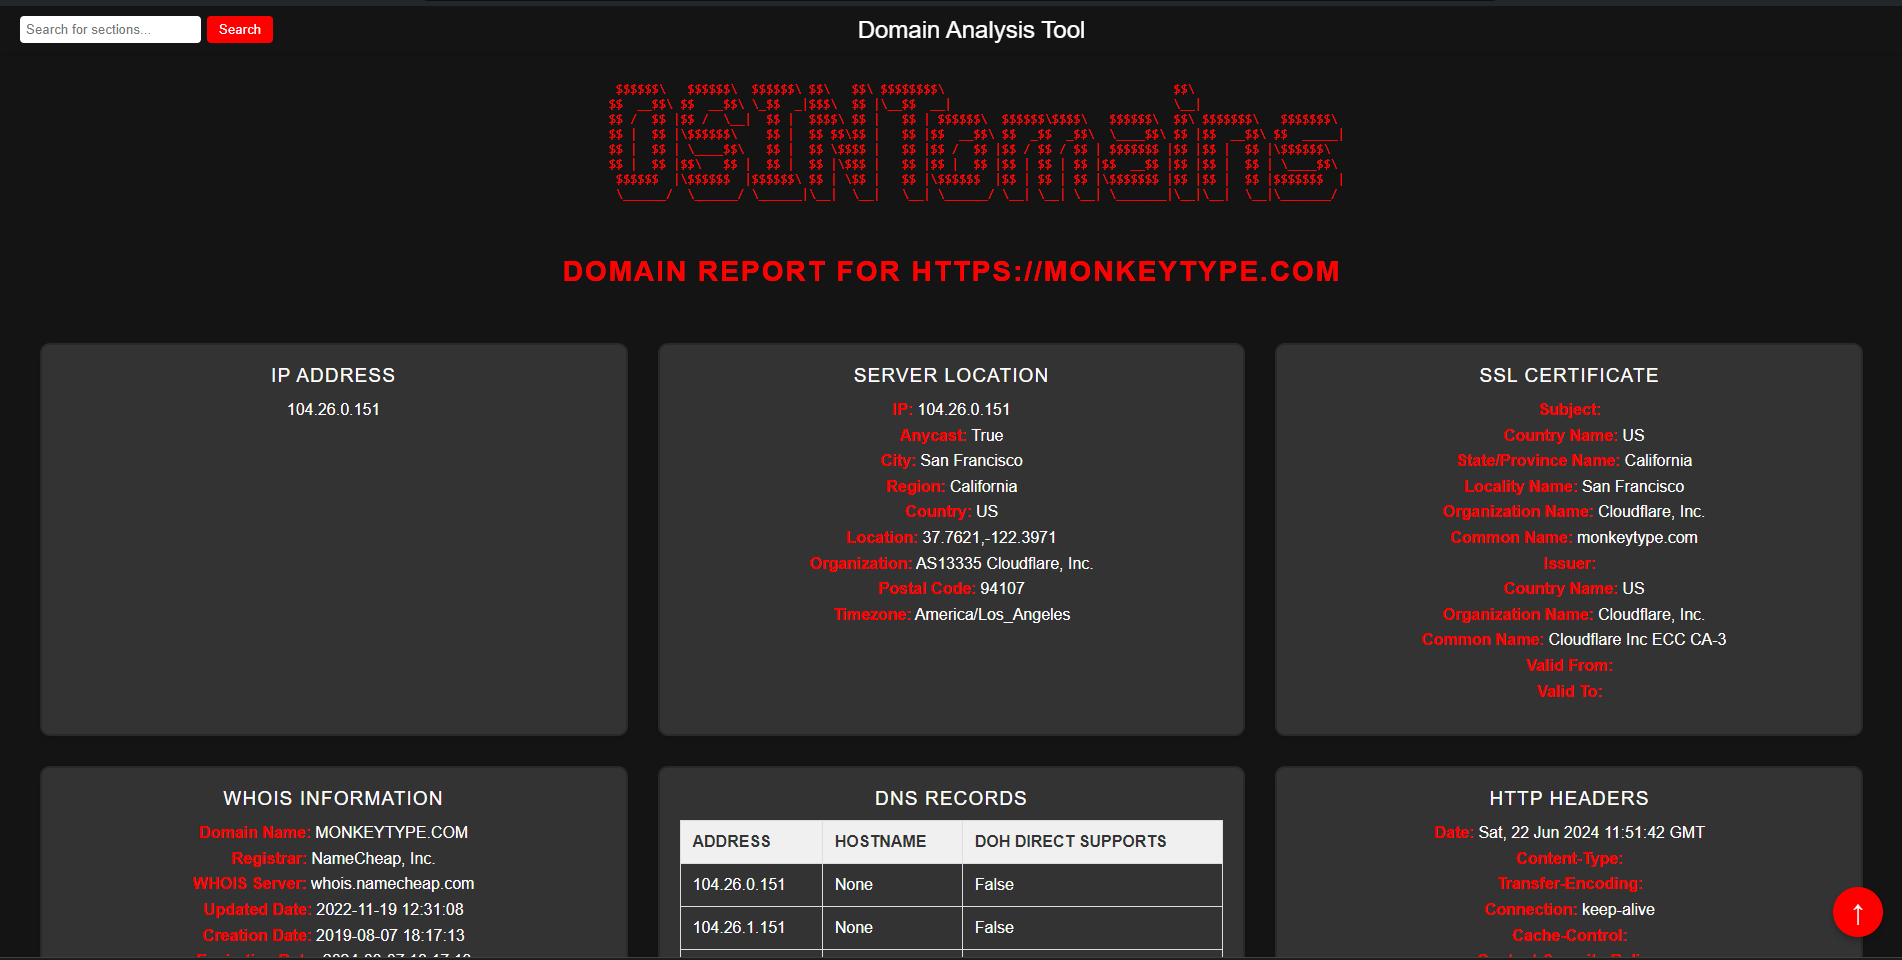 Search for sections...
Search
Domain Analysis Tool
OSINTdomains
DOMAIN REPORT FOR HTTPS://MONKEYTYPE.COM
IP ADDRESS
104.26.0.151
SERVER LOCATION
IP: 104.26.0.151
Anycast: True
City: San Francisco
Region: California
Country: US
Location: 37.7621,-122.3971
Organization: AS13335 Cloudflare, Inc.
Postal Code: 94107
Timezone: America/Los_Angeles
SSL CERTIFICATE
Subject:
Country Name: US
State/Province Name: California
Locality Name: San Francisco
Organization Name: Cloudflare, Inc.
Common Name: monkeytype.com
Issuer:
Country Name: US
Organization Name: Cloudflare, Inc.
Common Name: Cloudflare Inc ECC CA-3
Valid From:
Valid To:
WHOIS INFORMATION
Domain Name: MONKEYTYPE.COM
Registrar: NameCheap, Inc.
WHOIS Server: whois.namecheap.com
Updated Date: 2022-11-19 12:31:08
Creation Date: 2019-08-07 18:17:13
DNS RECORDS
ADDRESS HOSTNAME DOH DIRECT SUPPORTS
104.26.0.151 None False
104.26.1.151 None False
HTTP HEADERS
Date: Sat, 22 Jun 2024 11:51:42 GMT
Content-Type:
Transfer-Encoding:
Connection: keep-alive
Cache-Control:
↑